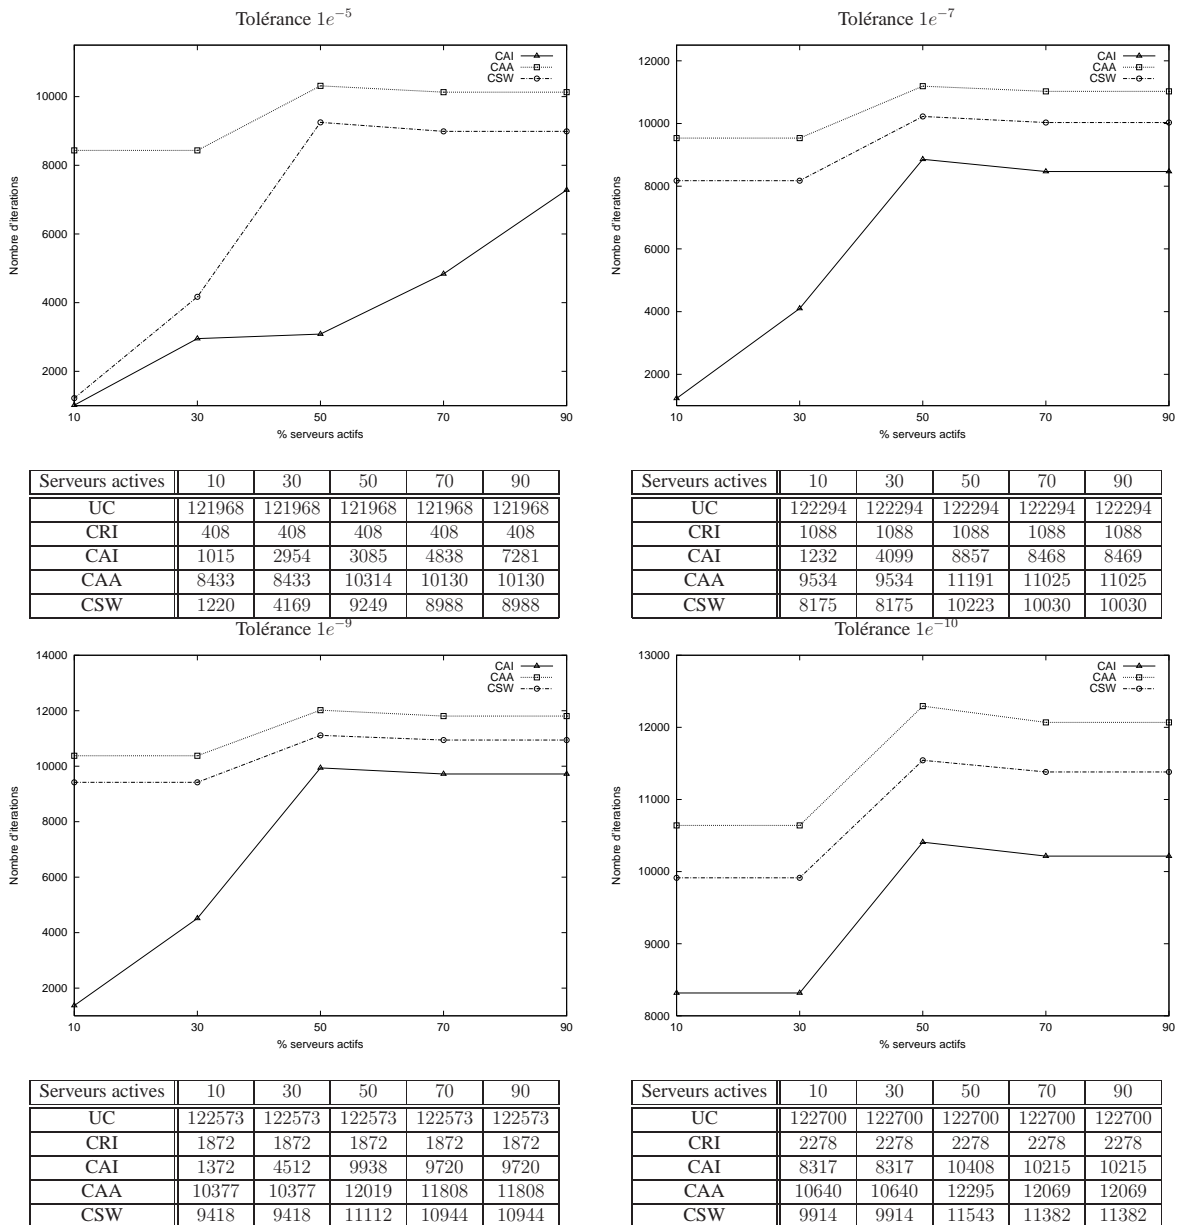 Tolérance 1e−5
CAI
CAA
CSW
10000
8000
6000
4000
2000
Nombre d'iterations
10 30 50 70 90
% serveurs actifs
Serveurs actives 10 30 50 70 90
UC 121968 121968 121968 121968 121968
CRI 408 408 408 408 408
CAI 1015 2954 3085 4838 7281
CAA 8433 8433 10314 10130 10130
CSW 1220 4169 9249 8988 8988
Tolérance 1e−7
CAI
CAA
CSW
12000
10000
8000
6000
4000
2000
Nombre d'iterations
10 30 50 70 90
% serveurs actifs
Serveurs actives 10 30 50 70 90
UC 122294 122294 122294 122294 122294
CRI 1088 1088 1088 1088 1088
CAI 1232 4099 8857 8468 8469
CAA 9534 9534 11191 11025 11025
CSW 8175 8175 10223 10030 10030
Tolérance 1e−9
CAI
CAA
CSW
14000
12000
10000
8000
6000
4000
2000
Nombre d'iterations
10 30 50 70 90
% serveurs actifs
Serveurs actives 10 30 50 70 90
UC 122573 122573 122573 122573 122573
CRI 1872 1872 1872 1872 1872
CAI 1372 4512 9938 9720 9720
CAA 10377 10377 12019 11808 11808
CSW 9418 9418 11112 10944 10944
Tolérance 1e−10
CAI
CAA
CSW
13000
12000
11000
10000
9000
8000
Nombre d'iterations
10 30 50 70 90
% serveurs actifs
Serveurs actives 10 30 50 70 90
UC 122700 122700 122700 122700 122700
CRI 2278 2278 2278 2278 2278
CAI 8317 8317 10408 10215 10215
CAA 10640 10640 12295 12069 12069
CSW 9914 9914 11543 11382 11382